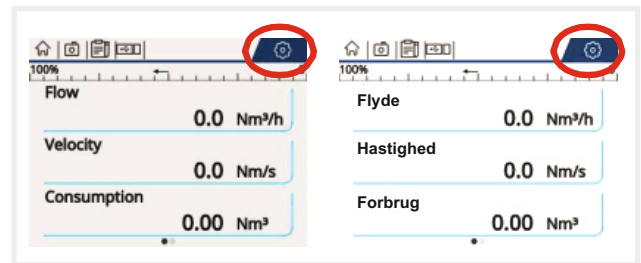 100%
Flow
0.0 Nm³/h
Velocity
0.0 Nm/s
Consumption
0.00 Nm³
100%
Flyde
0.0 Nm³/h
Hastighed
0.0 Nm/s
Forbrug
0.00 Nm³